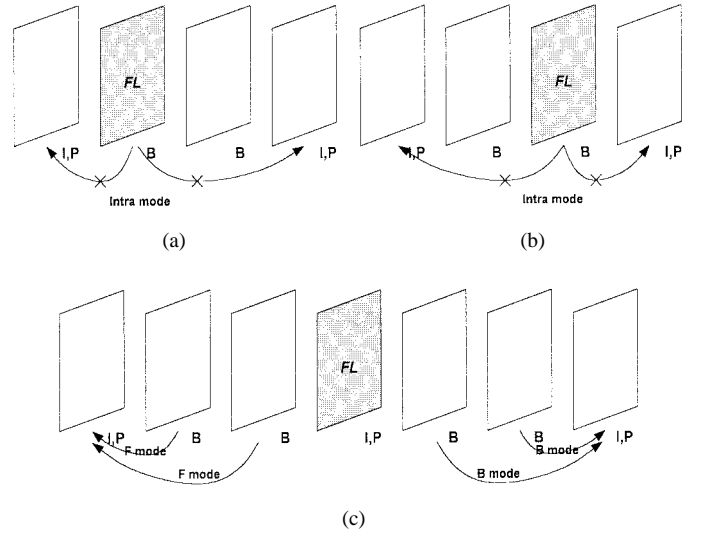 FL
FL
I,P B B I,P
I,P B B I,P
Intra mode
Intra mode
(a)
(b)
FL
I,P B B I,P B B I,P
F mode
B mode
F mode
B mode
(c)